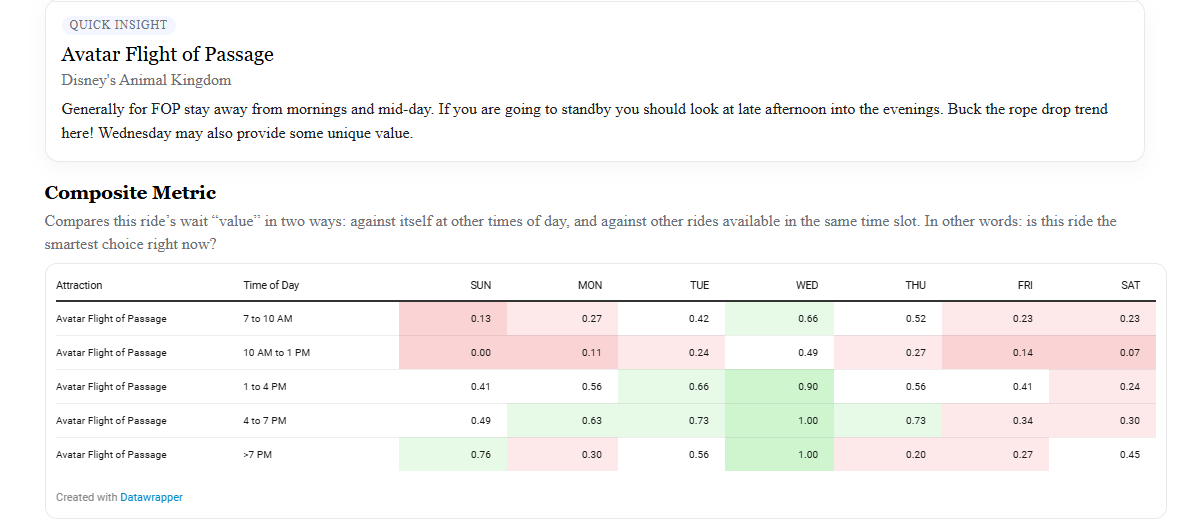 QUICK INSIGHT
Avatar Flight of Passage
Disney's Animal Kingdom
Generally for FOP stay away from mornings and mid-day. If you are going to standby you should look at late afternoon into the evenings. Buck the rope drop trend
here! Wednesday may also provide some unique value.
Composite Metric
Compares this ride’s wait “value” in two ways: against itself at other times of day, and against other rides available in the same time slot. In other words: is this ride the
smartest choice right now?
Attraction Time of Day SUN MON TUE WED THU FRI SAT
Avatar Flight of Passage 7 to 10 AM 0.13 0.27 0.42 0.66 0.52 0.23 0.23
Avatar Flight of Passage 10 AM to 1 PM 0.00 0.11 0.24 0.49 0.27 0.14 0.07
Avatar Flight of Passage 1 to 4 PM 0.41 0.56 0.66 0.90 0.56 0.41 0.24
Avatar Flight of Passage 4 to 7 PM 0.49 0.63 0.73 1.00 0.73 0.34 0.30
Avatar Flight of Passage >7 PM 0.76 0.30 0.56 1.00 0.20 0.27 0.45
Created with Datawrapper